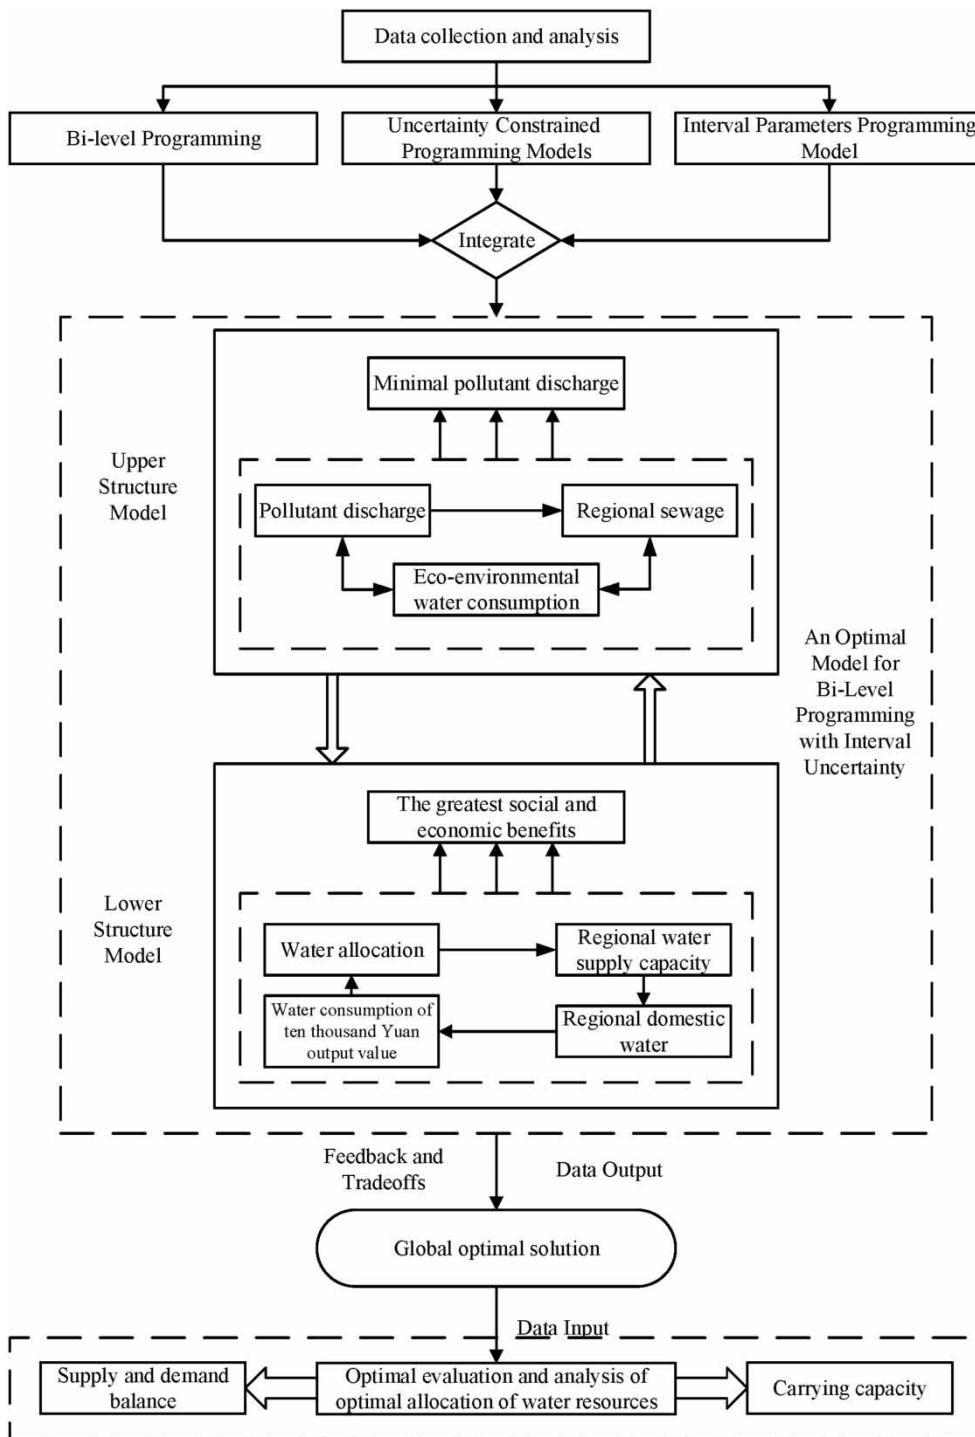 Data collection and analysis
Bi-level Programming
Uncertainty Constrained
Programming Models
Interval Parameters Programming
Model
Integrate
Upper
Structure
Model
Minimal pollutant discharge
Pollutant discharge
Regional sewage
Eco-environmental
water consumption
An Optimal
Model for
Bi-Level
Programming
with Interval
Uncertainty
Lower
Structure
Model
The greatest social and
economic benefits
Water allocation
Regional water
supply capacity
Water consumption of
ten thousand Yuan
output value
Regional domestic
water
Feedback and
Tradeoffs
Data Output
Global optimal solution
Data Input
Supply and demand
balance
Optimal evaluation and analysis of
optimal allocation of water resources
Carrying capacity